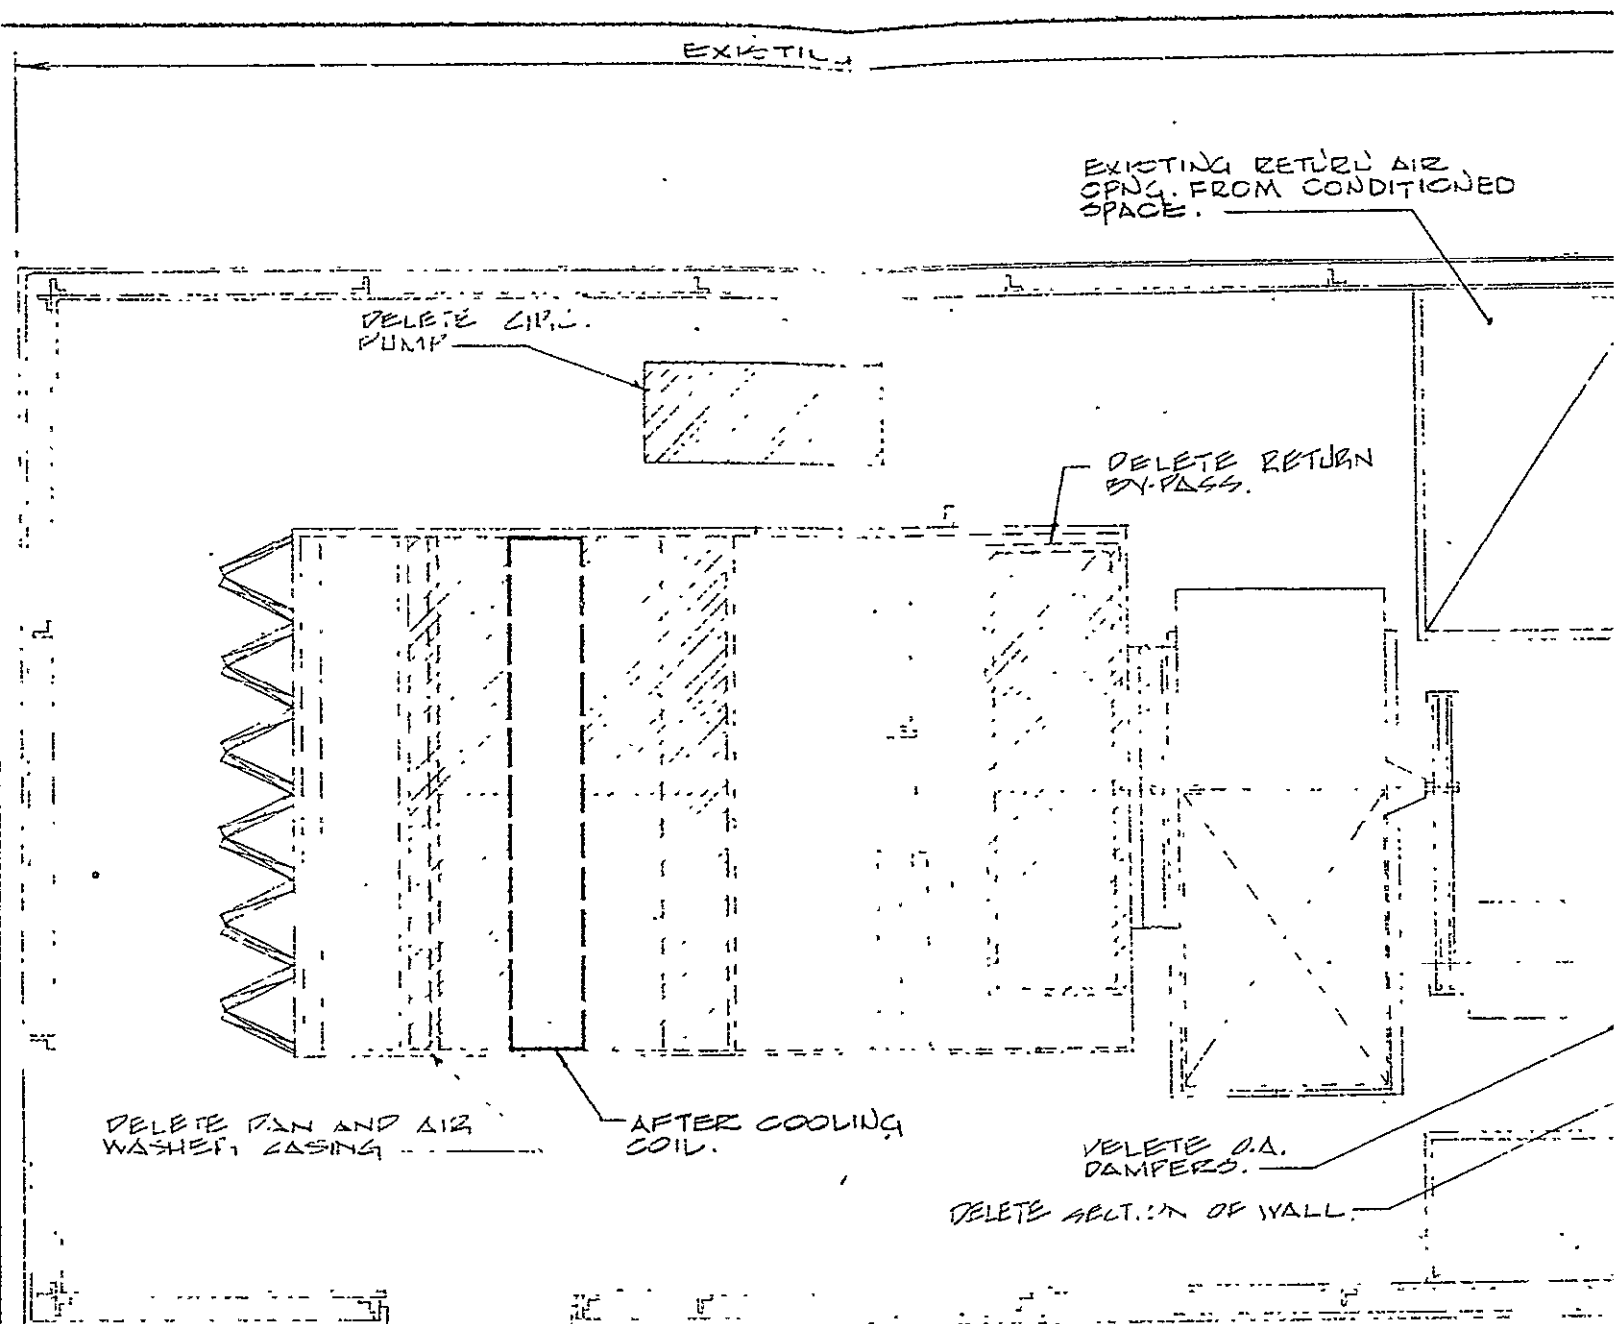 EXISTING RETURN AIR
OPNG. FROM CONDITIONED
SPACE.
DELETE CIRC.
PUMP
DELETE RETURN
BY-PASS.
DELETE PAN AND AIR
WASHER CASING
AFTER COOLING
COIL.
DELETE O.A.
DAMPERS.
DELETE SECTION OF WALL.